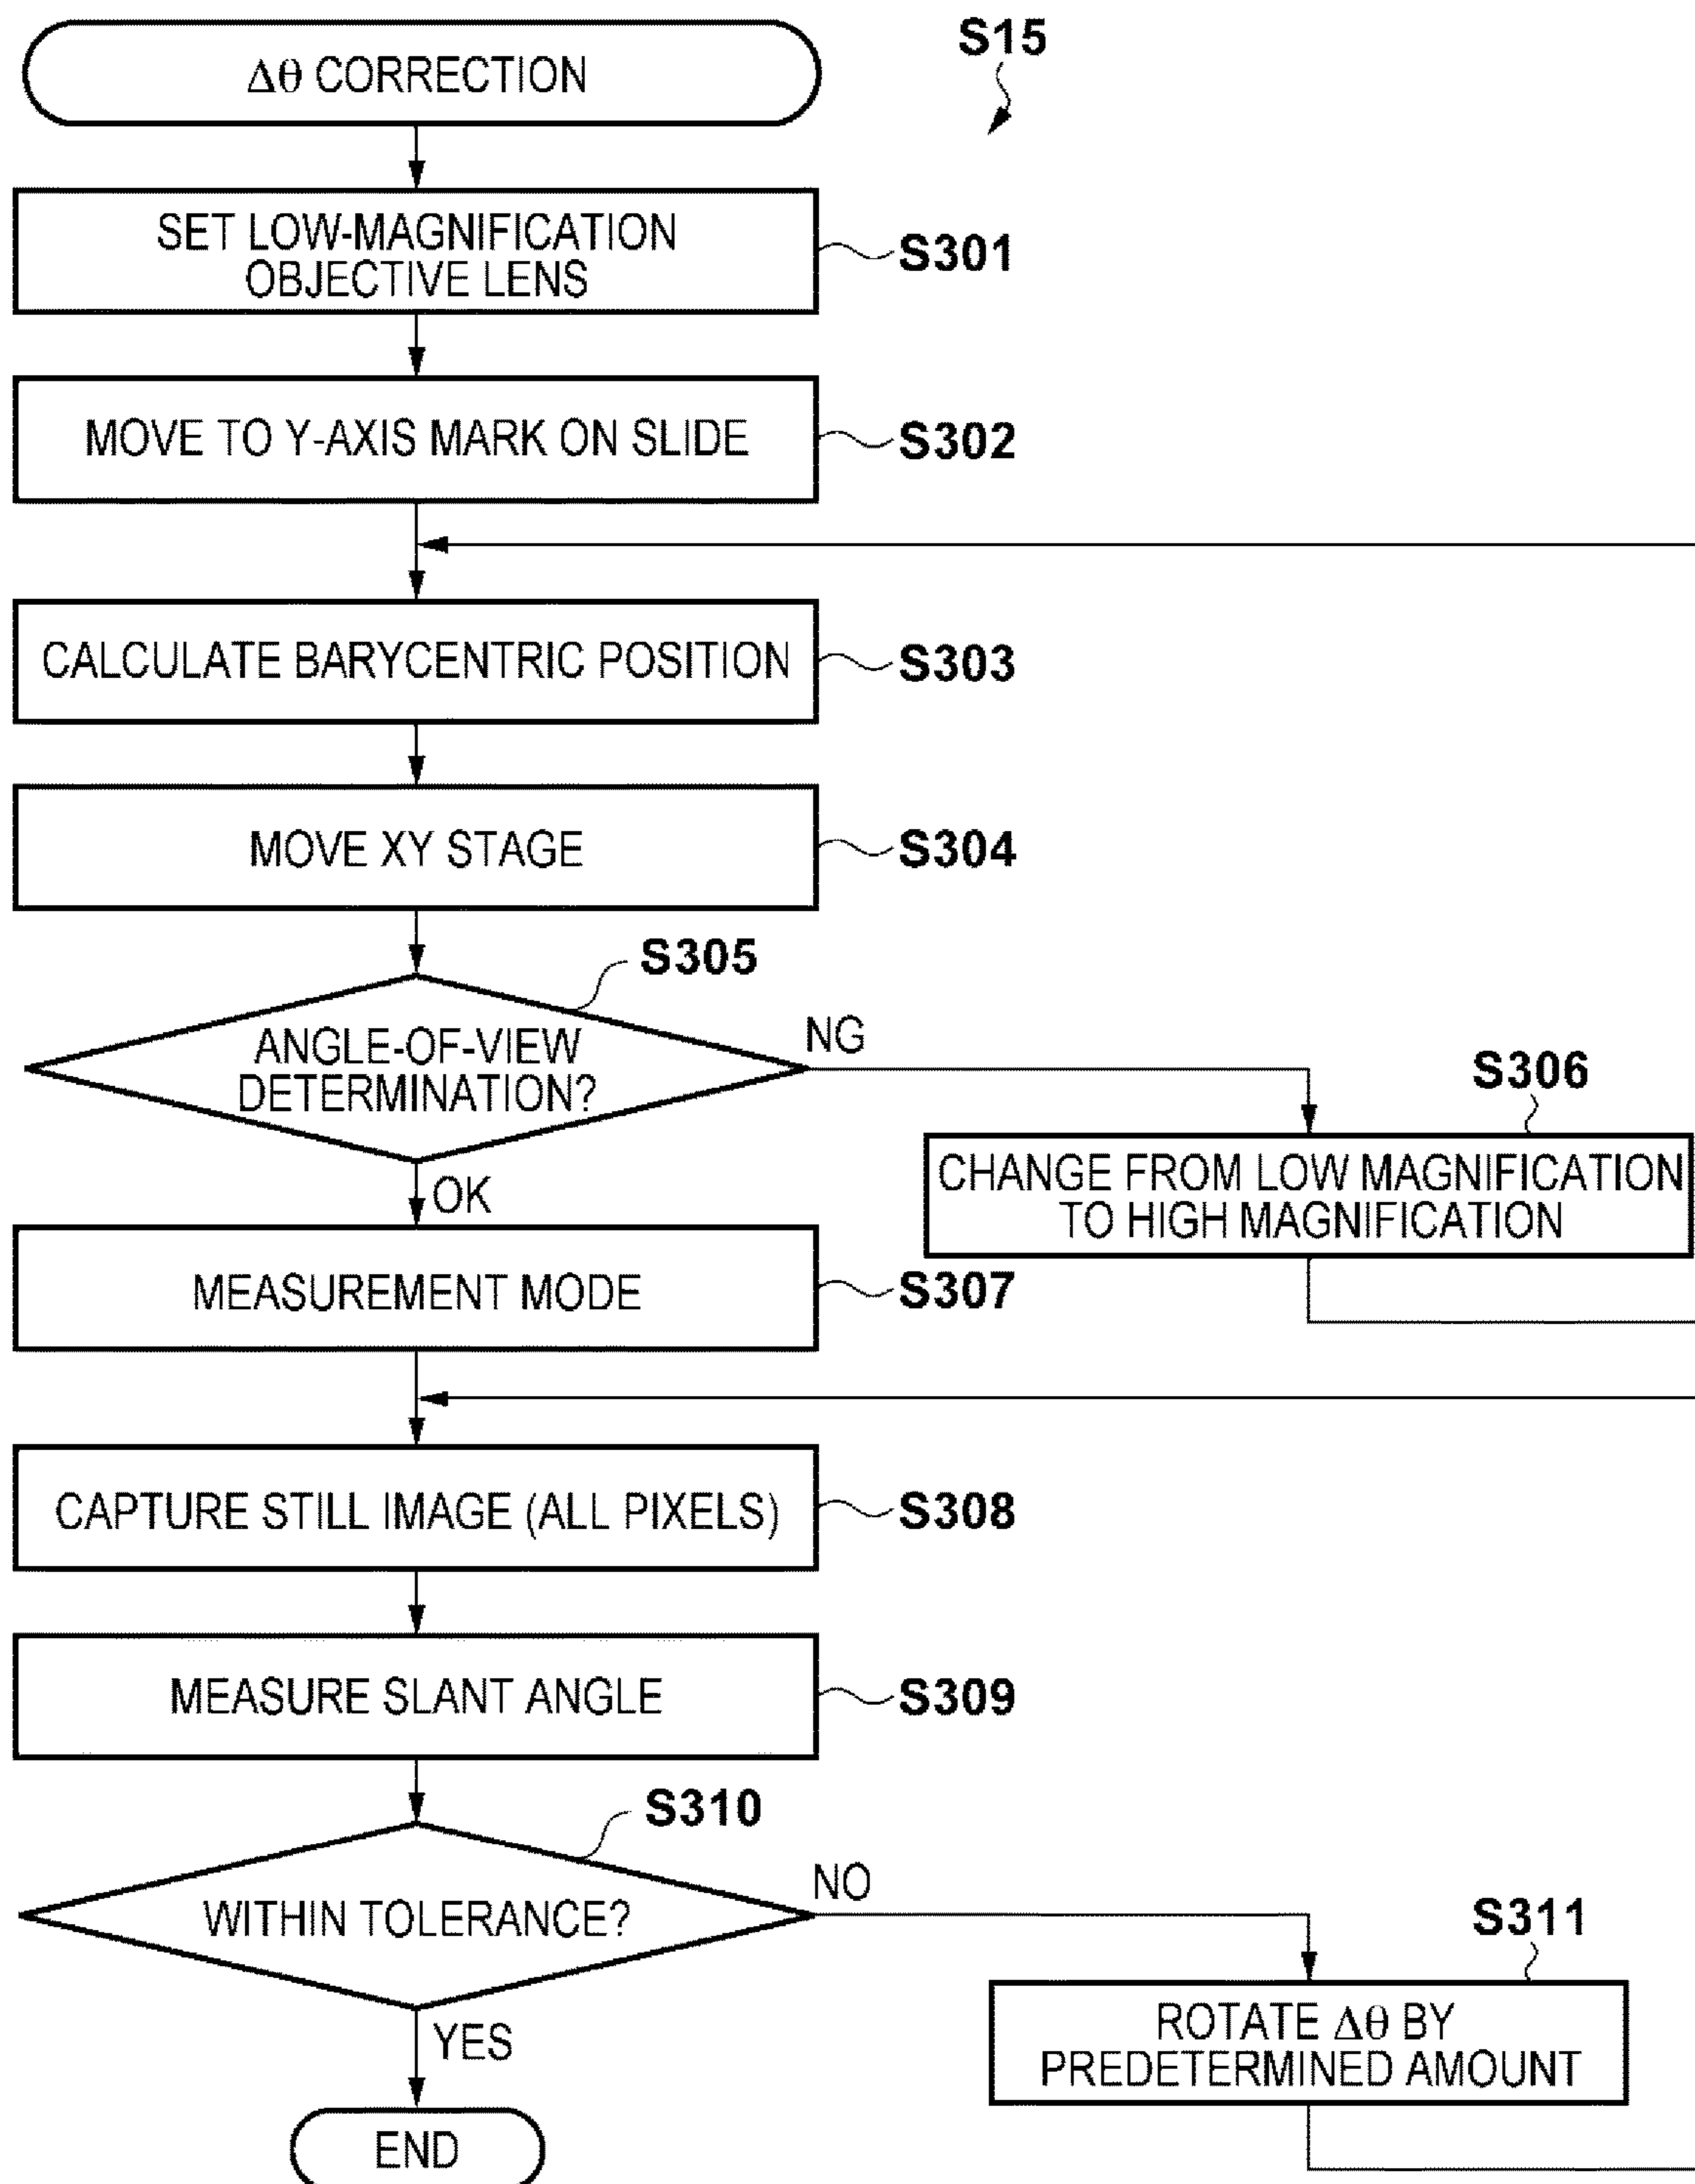 S15
Δθ CORRECTION
SET LOW-MAGNIFICATION
OBJECTIVE LENS
S301
MOVE TO Y-AXIS MARK ON SLIDE
S302
CALCULATE BARYCENTRIC POSITION
S303
MOVE XY STAGE
S304
S305
ANGLE-OF-VIEW
DETERMINATION?
NG
S306
CHANGE FROM LOW MAGNIFICATION
TO HIGH MAGNIFICATION
OK
MEASUREMENT MODE
S307
CAPTURE STILL IMAGE (ALL PIXELS)
S308
MEASURE SLANT ANGLE
S309
S310
WITHIN TOLERANCE?
NO
S311
ROTATE Δθ BY
PREDETERMINED AMOUNT
YES
END